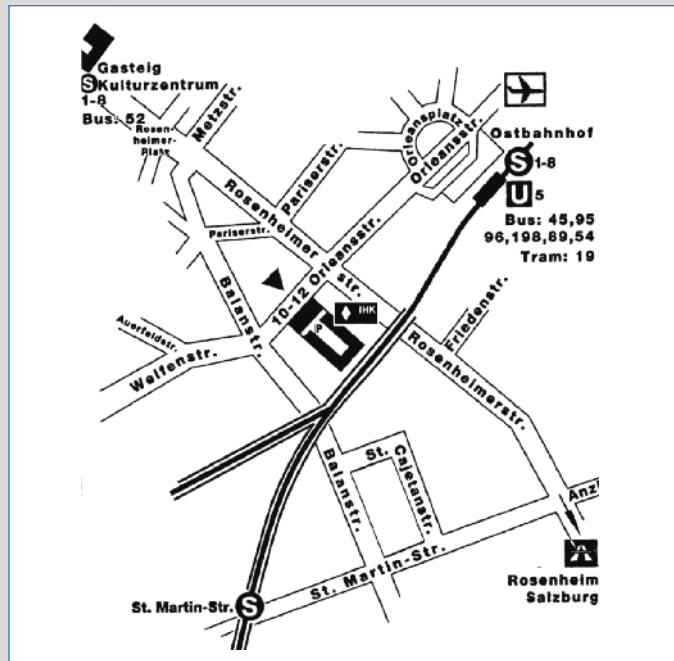 Gasteig
S Kulturzentrum
1-8
Bus: 52
Rosen-
heimer-
Platz
Metzstr.
Pariserstr.
Orleansplatz
Orleansstr.
Ostbahnhof
S 1-8
U 5
Bus: 45,95
96,198,89,54
Tram: 19
Rosenheimer
str.
Pariserstr.
Orleansstr.
10-12
IHK
P
Balanstr.
Auerfeldstr.
Welfenstr.
Friedenstr.
Rosenheimerstr.
St.
Cajetanstr.
Balanstr.
Anzi
St. Martin-Str.
Rosenheim
Salzburg
St. Martin-Str. S